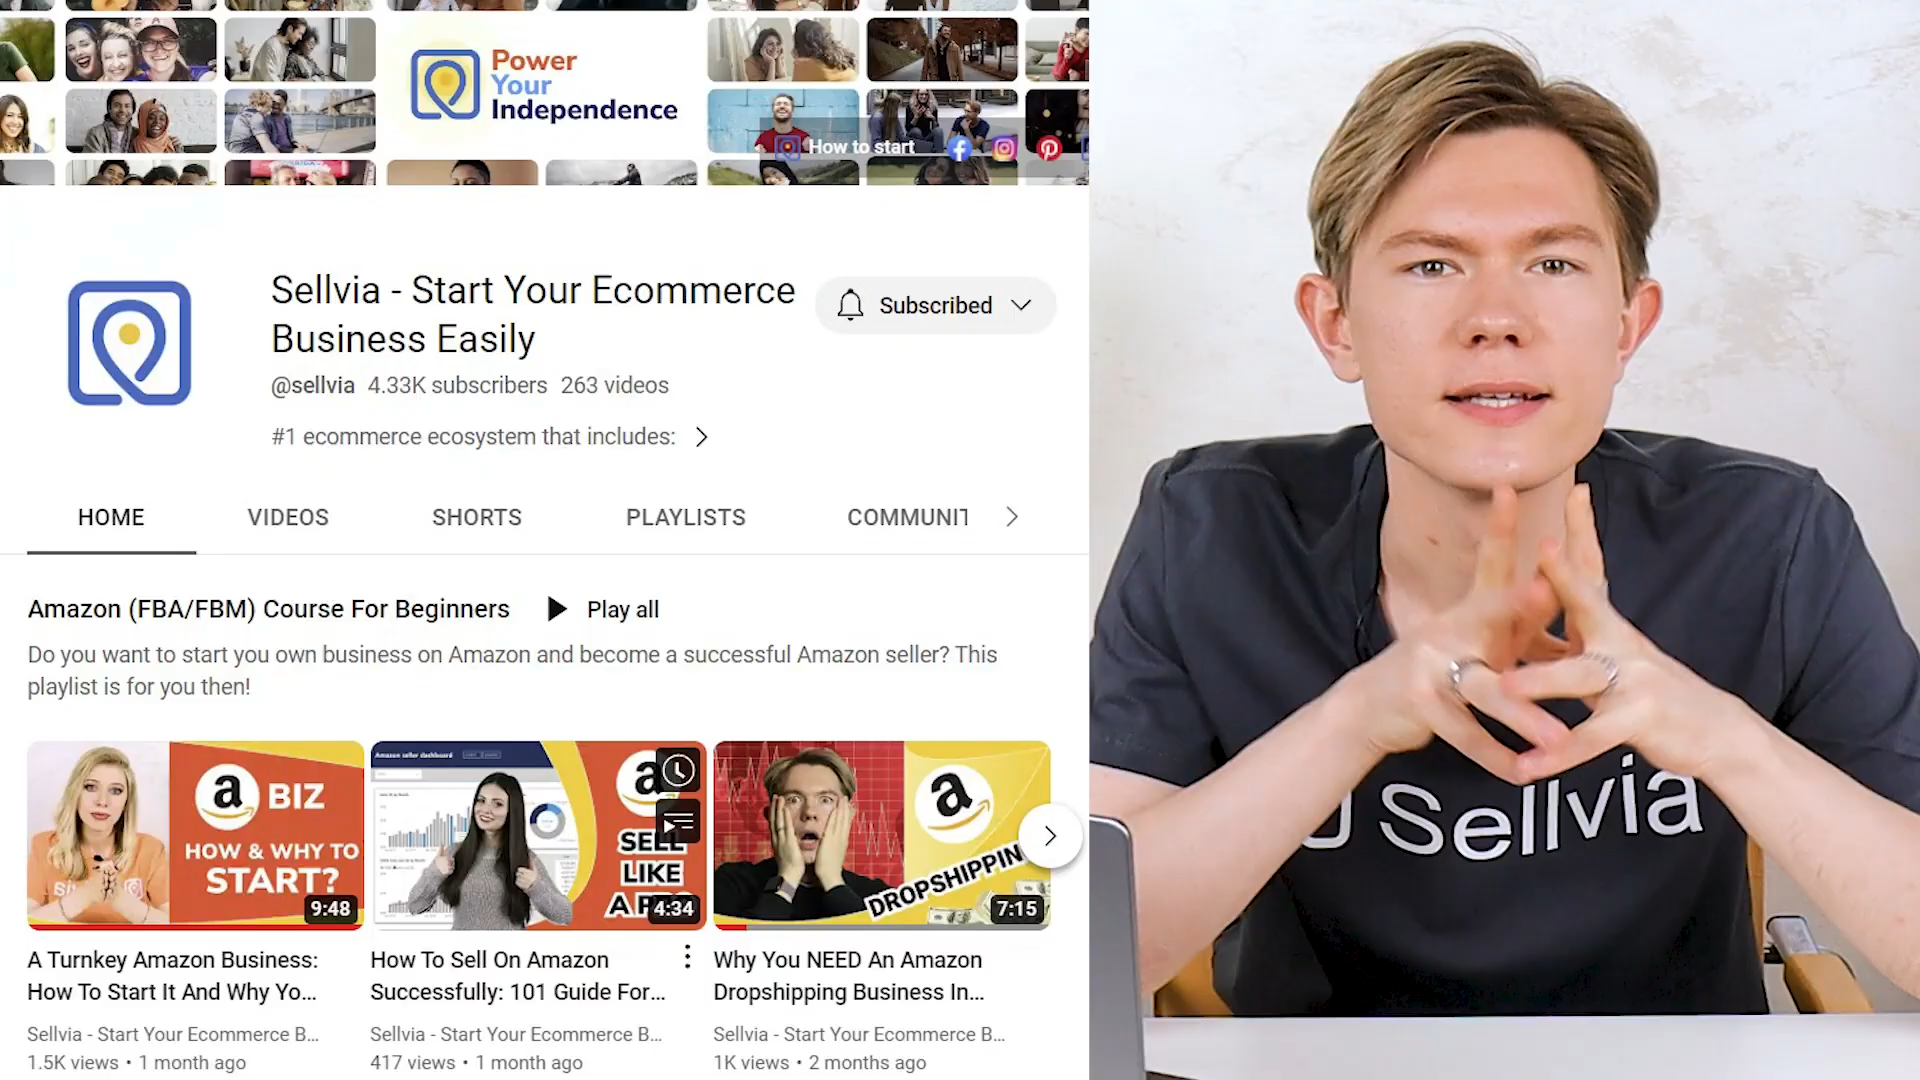 Power
Your
Independence
How to start
Sellvia - Start Your Ecommerce
Business Easily
Subscribed
@sellvia 4.33K subscribers 263 videos
#1 ecommerce ecosystem that includes:
HOME VIDEOS SHORTS PLAYLISTS COMMUNIT
Amazon (FBA/FBM) Course For Beginners Play all
Do you want to start you own business on Amazon and become a successful Amazon seller? This
playlist is for you then!
a BIZ
HOW & WHY TO
START?
9:48
Amazon seller dashboard
a
SELL
LIKE
A
4:34
a
DROPSHIPPIN
7:15
A Turnkey Amazon Business:
How To Start It And Why Yo...
Sellvia - Start Your Ecommerce B...
1.5K views • 1 month ago
How To Sell On Amazon
Successfully: 101 Guide For...
Sellvia - Start Your Ecommerce B...
417 views • 1 month ago
Why You NEED An Amazon
Dropshipping Business In...
Sellvia - Start Your Ecommerce B...
1K views • 2 months ago
Sellvia